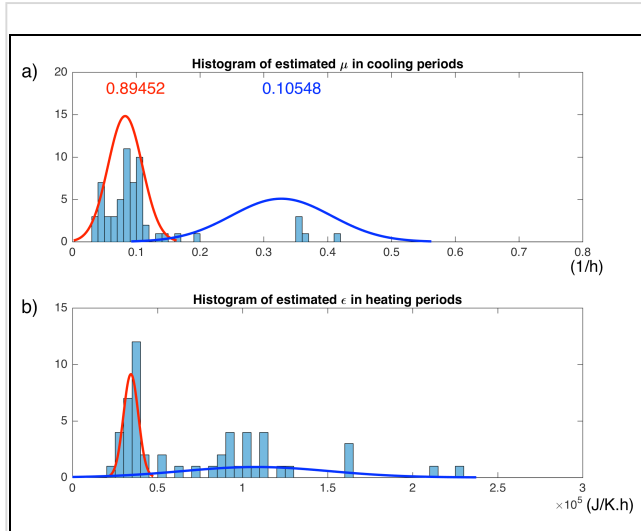 a)
Histogram of estimated μ in cooling periods
0.89452 0.10548
20
15
10
5
0
0 0.1 0.2 0.3 0.4 0.5 0.6 0.7 0.8
(1/h)
b)
Histogram of estimated ϵ in heating periods
15
10
5
0
0 0.5 1 1.5 2 2.5 3
×10⁵ (J/K.h)